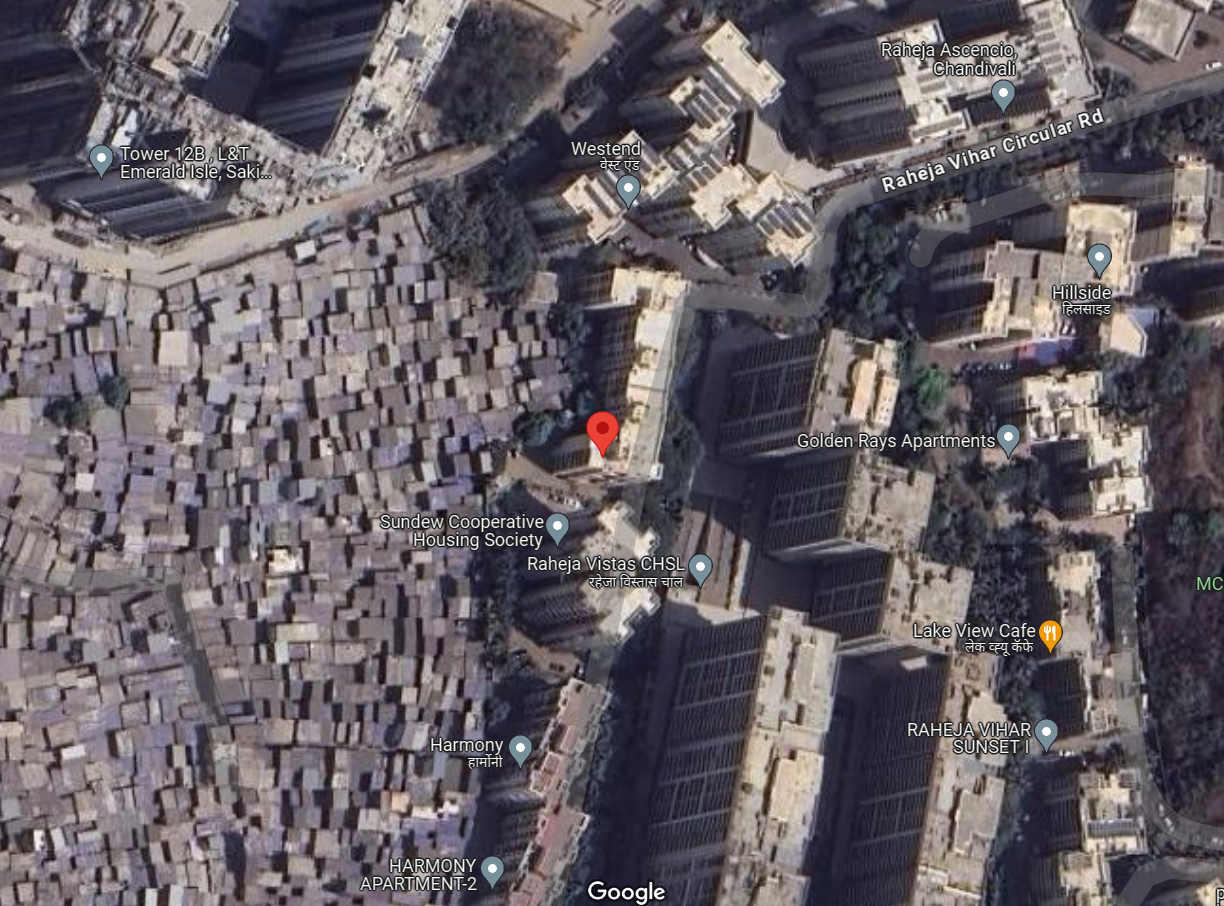 Raheja Ascencio,
Chandivali
Raheja Vihar Circular Rd
Tower 12B , L&T
Emerald Isle, Saki...
Westend
वेस्ट एंड
Hillside
हिलसाइड
Golden Rays Apartments
Sundew Cooperative
Housing Society
Raheja Vistas CHSL
रहेजा विस्तास चाल
MC
Lake View Cafe
लेक व्ह्यू कॅफे
RAHEJA VIHAR
SUNSET I
Harmony
हार्मोनी
HARMONY
APARTMENT-2
Google